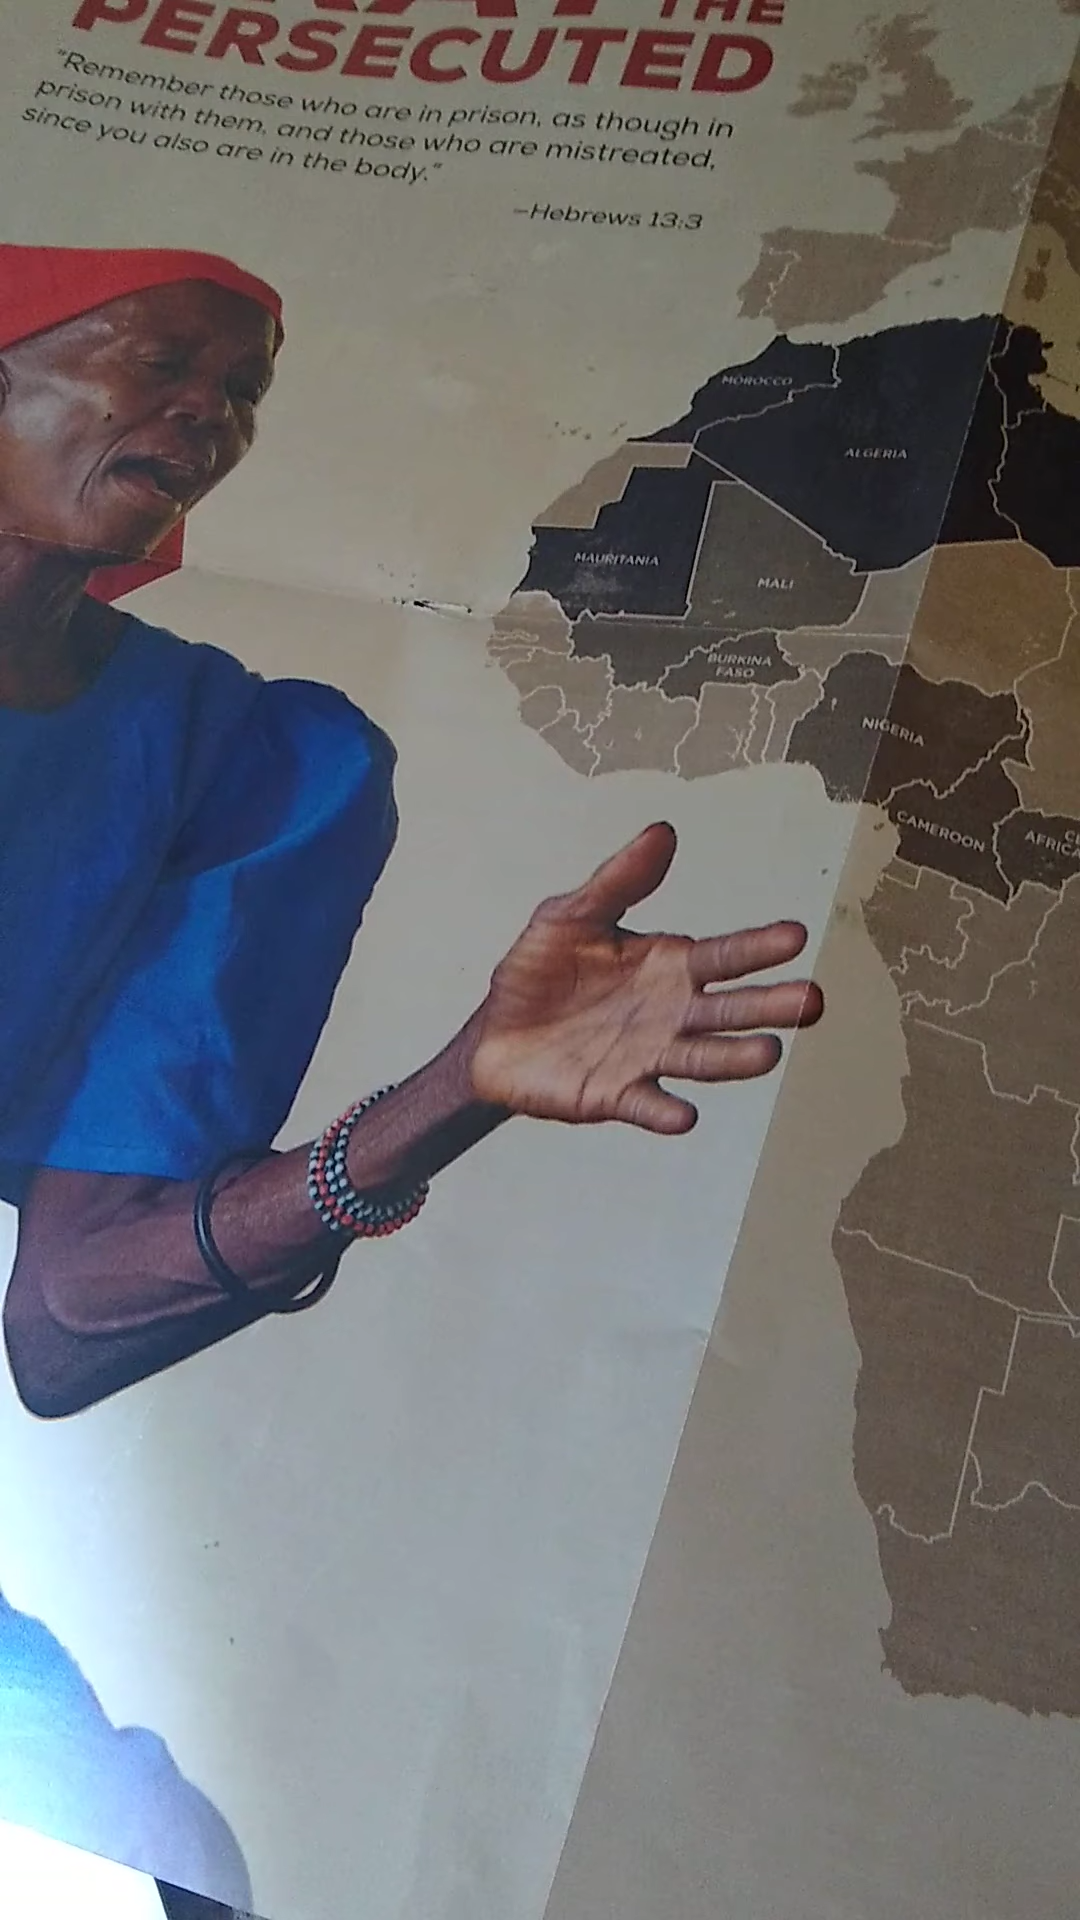 THE
PERSECUTED
"Remember those who are in prison, as though in
prison with them, and those who are mistreated,
since you also are in the body."
–Hebrews 13:3
MOROCCO
ALGERIA
MAURITANIA
MALI
BURKINA
FASO
NIGERIA
CAMEROON